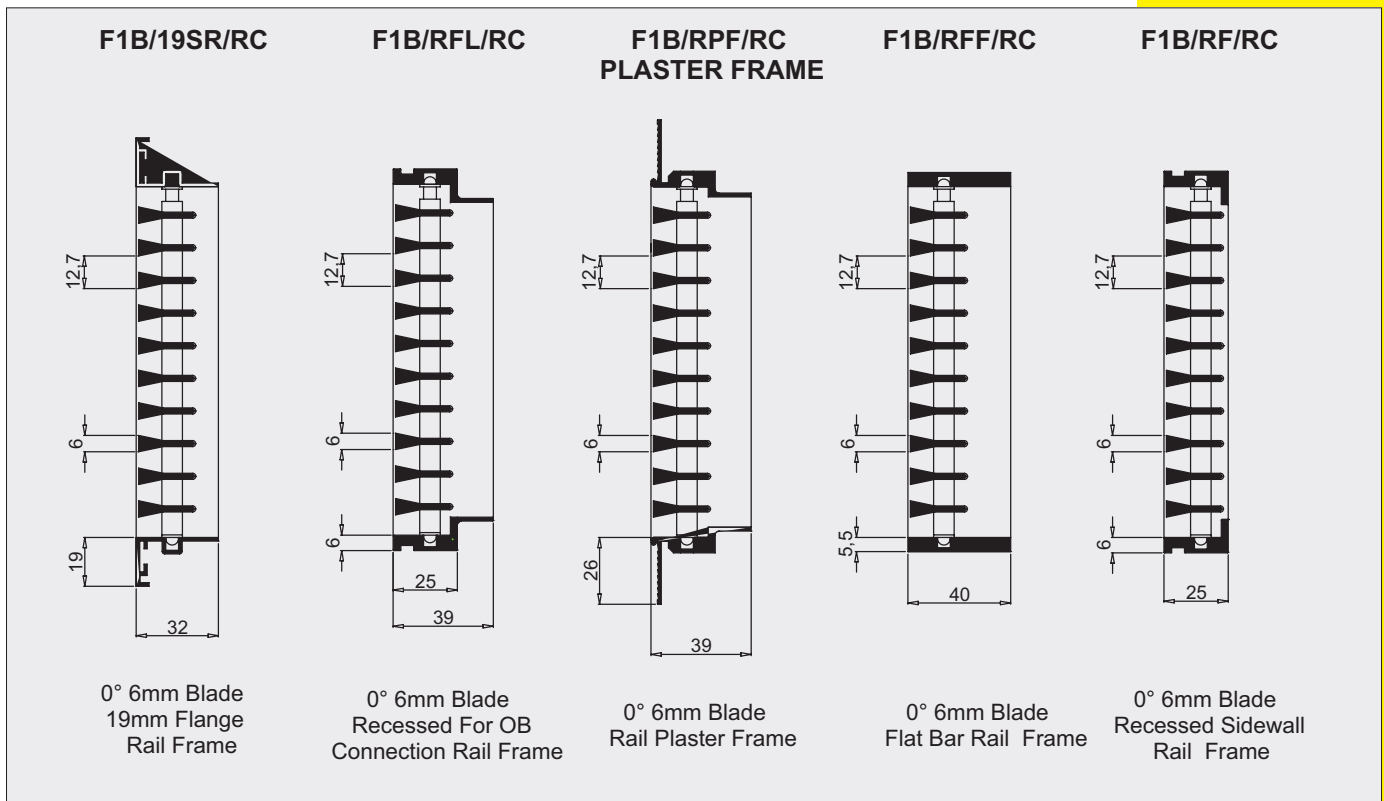 F1B/19SR/RC
F1B/RFL/RC
F1B/RPF/RC
PLASTER FRAME
F1B/RFF/RC
F1B/RF/RC
12,7
6
19
32
12,7
6
6
25
39
12,7
6
26
39
12,7
6
5,5
40
12,7
6
6
25
0° 6mm Blade
19mm Flange
Rail Frame
0° 6mm Blade
Recessed For OB
Connection Rail Frame
0° 6mm Blade
Rail Plaster Frame
0° 6mm Blade
Flat Bar Rail Frame
0° 6mm Blade
Recessed Sidewall
Rail Frame